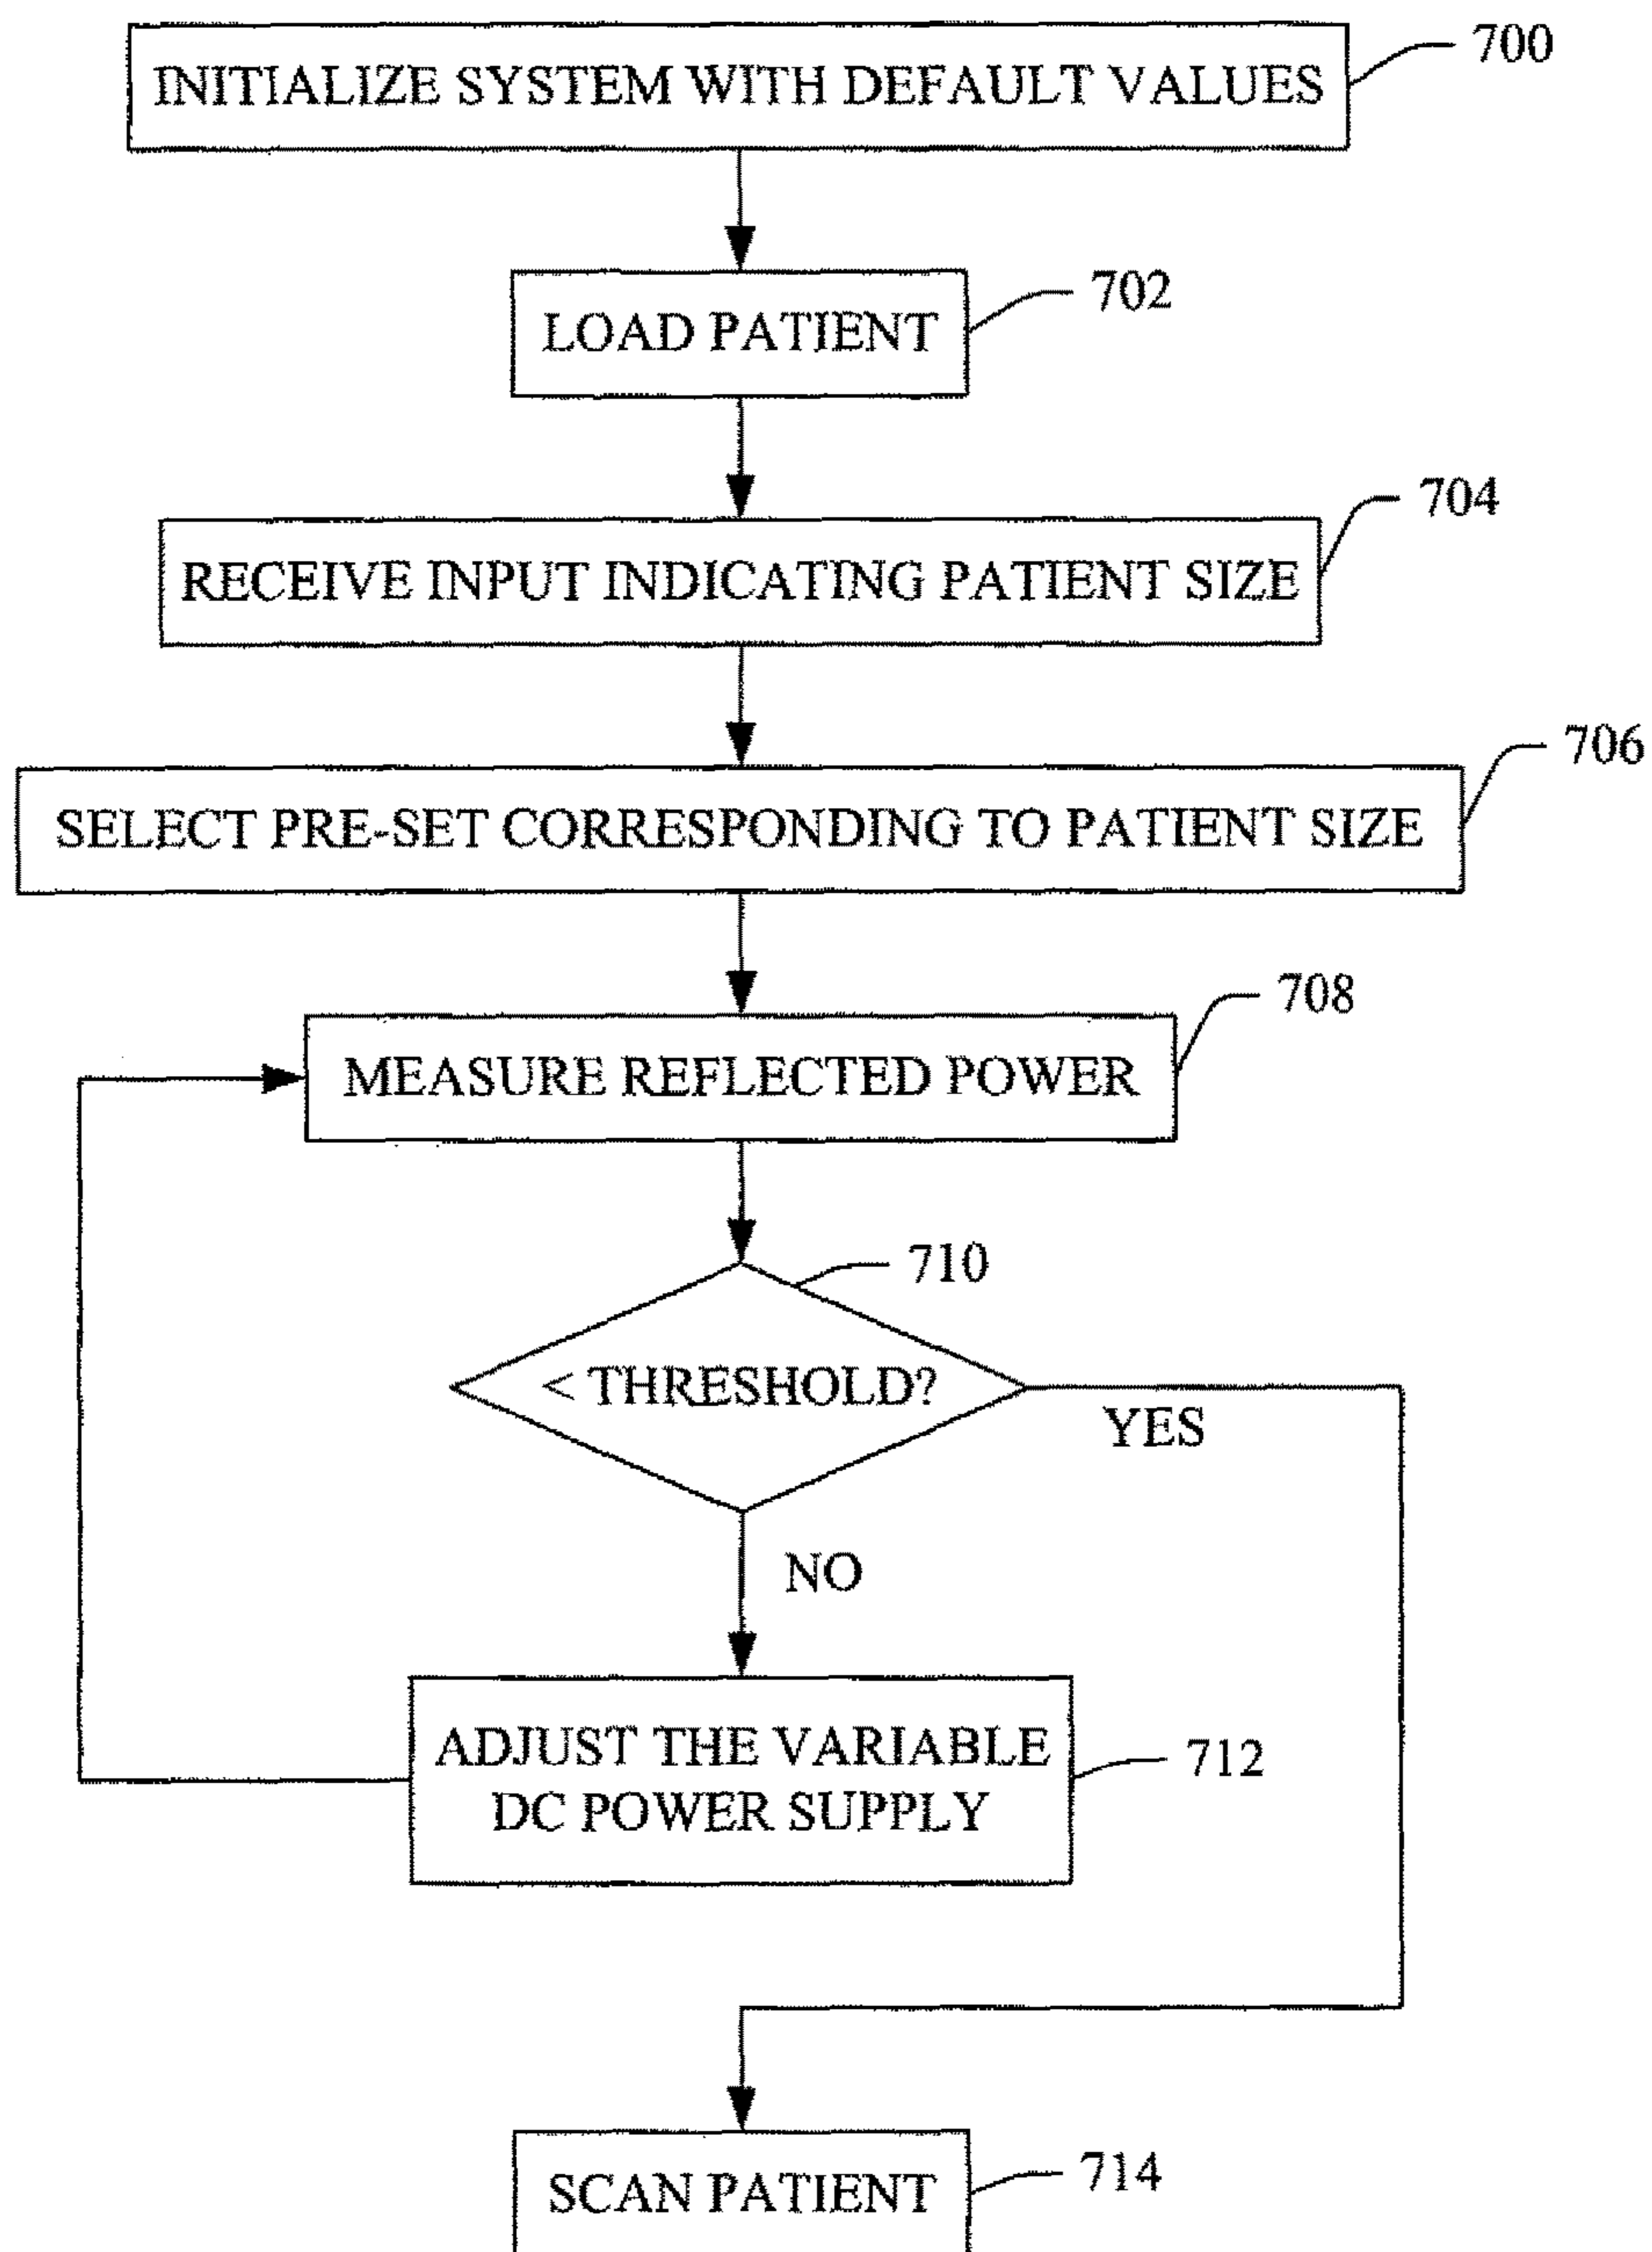 INITIALIZE SYSTEM WITH DEFAULT VALUES
700
LOAD PATIENT
702
RECEIVE INPUT INDICATING PATIENT SIZE
704
SELECT PRE-SET CORRESPONDING TO PATIENT SIZE
706
MEASURE REFLECTED POWER
708
< THRESHOLD?
710
YES
NO
ADJUST THE VARIABLE
DC POWER SUPPLY
712
SCAN PATIENT
714